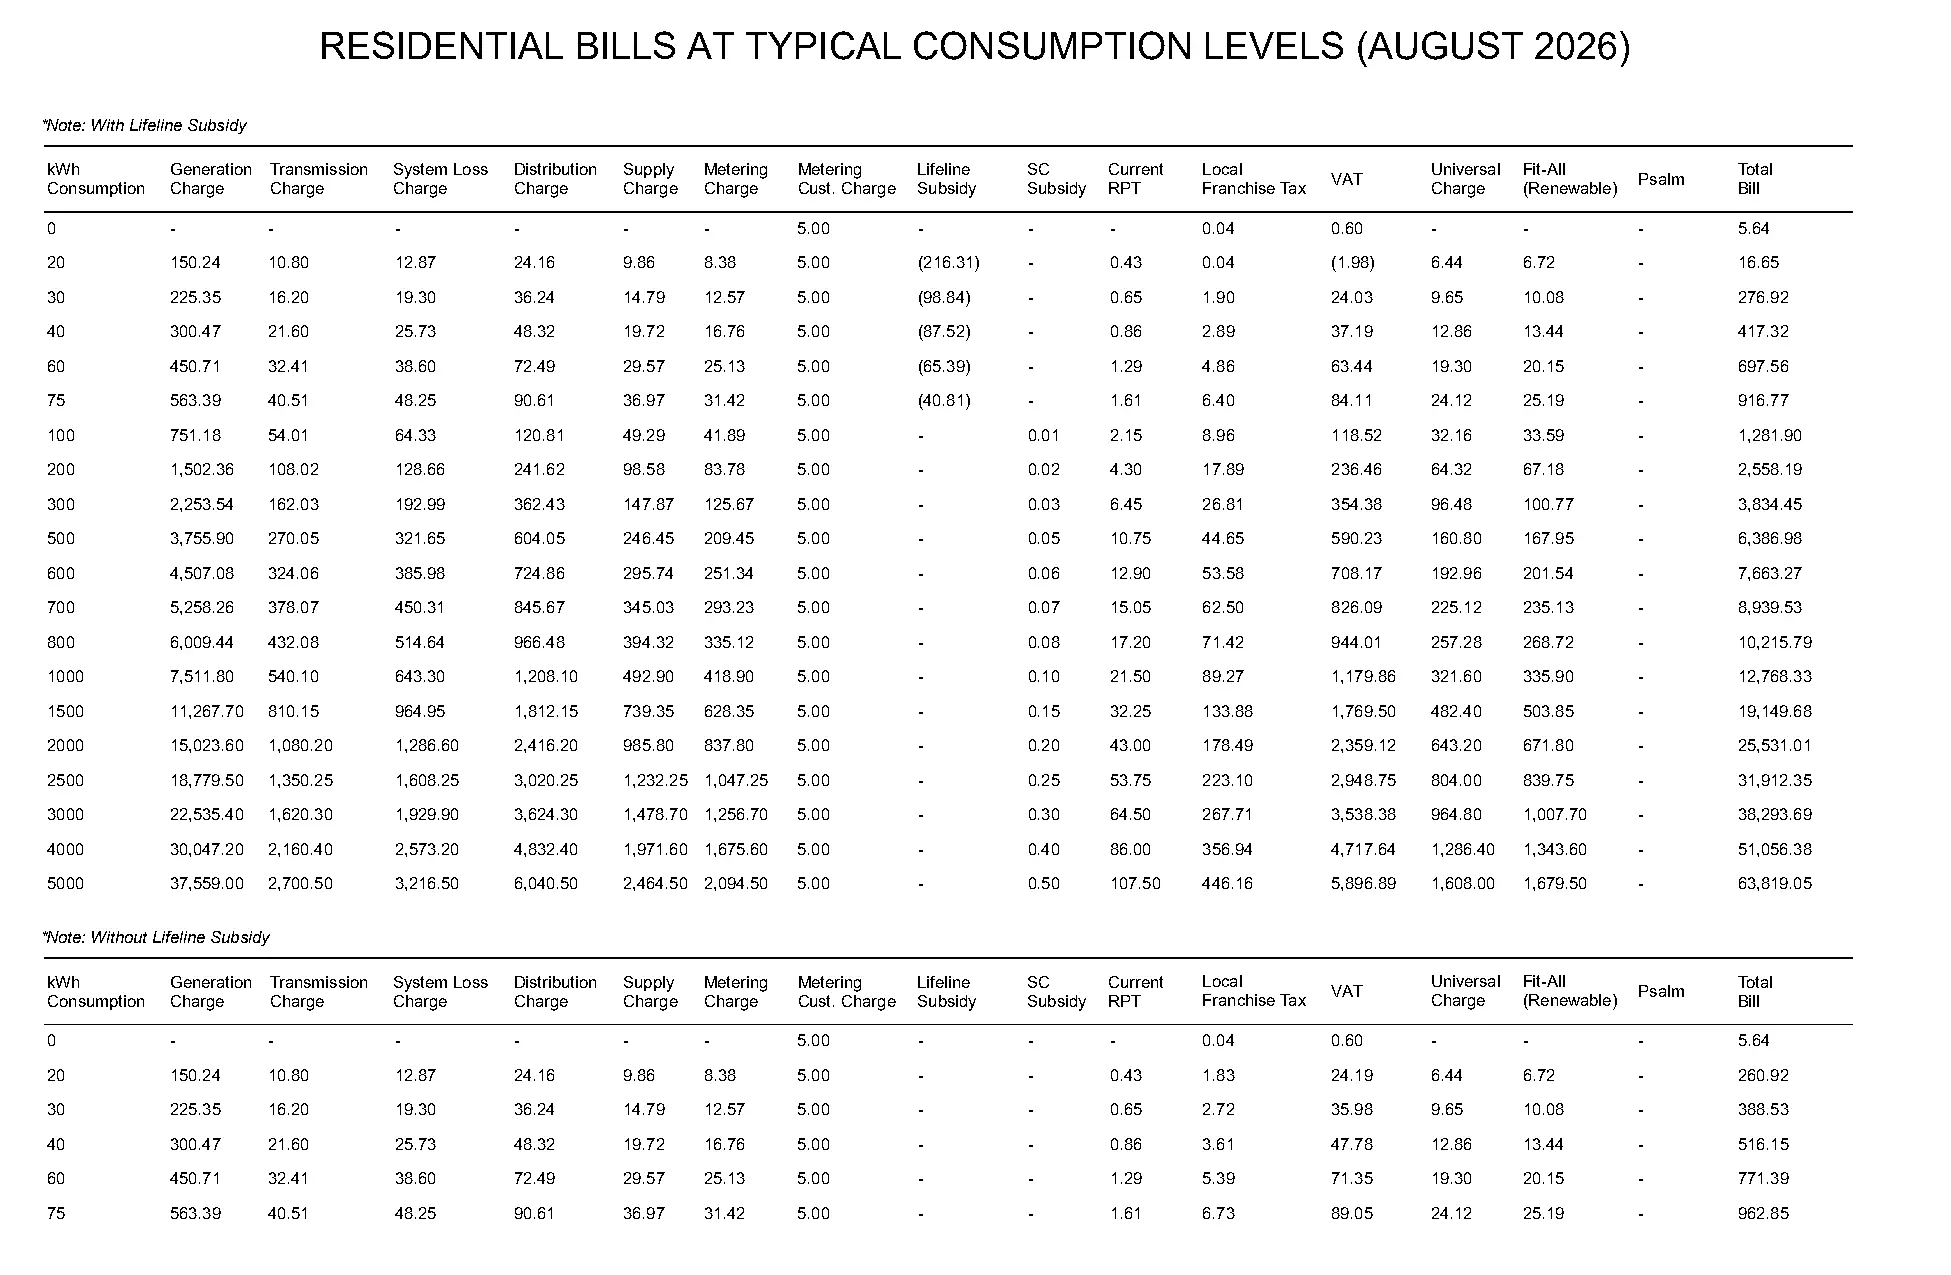 RESIDENTIAL BILLS AT TYPICAL CONSUMPTION LEVELS (AUGUST 2026)
*Note: With Lifeline Subsidy
kWh Consumption Generation Charge Transmission Charge System Loss Charge Distribution Charge Supply Charge Metering Charge Metering Cust. Charge Lifeline Subsidy SC Subsidy Current RPT Local Franchise Tax VAT Universal Charge Fit-All (Renewable) Psalm Total Bill
0 - - - - - - 5.00 - - - 0.04 0.60 - - - 5.64
20 150.24 10.80 12.87 24.16 9.86 8.38 5.00 (216.31) - 0.43 0.04 (1.98) 6.44 6.72 - 16.65
30 225.35 16.20 19.30 36.24 14.79 12.57 5.00 (98.84) - 0.65 1.90 24.03 9.65 10.08 - 276.92
40 300.47 21.60 25.73 48.32 19.72 16.76 5.00 (87.52) - 0.86 2.89 37.19 12.86 13.44 - 417.32
60 450.71 32.41 38.60 72.49 29.57 25.13 5.00 (65.39) - 1.29 4.86 63.44 19.30 20.15 - 697.56
75 563.39 40.51 48.25 90.61 36.97 31.42 5.00 (40.81) - 1.61 6.40 84.11 24.12 25.19 - 916.77
100 751.18 54.01 64.33 120.81 49.29 41.89 5.00 - 0.01 2.15 8.96 118.52 32.16 33.59 - 1,281.90
200 1,502.36 108.02 128.66 241.62 98.58 83.78 5.00 - 0.02 4.30 17.89 236.46 64.32 67.18 - 2,558.19
300 2,253.54 162.03 192.99 362.43 147.87 125.67 5.00 - 0.03 6.45 26.81 354.38 96.48 100.77 - 3,834.45
500 3,755.90 270.05 321.65 604.05 246.45 209.45 5.00 - 0.05 10.75 44.65 590.23 160.80 167.95 - 6,386.98
600 4,507.08 324.06 385.98 724.86 295.74 251.34 5.00 - 0.06 12.90 53.58 708.17 192.96 201.54 - 7,663.27
700 5,258.26 378.07 450.31 845.67 345.03 293.23 5.00 - 0.07 15.05 62.50 826.09 225.12 235.13 - 8,939.53
800 6,009.44 432.08 514.64 966.48 394.32 335.12 5.00 - 0.08 17.20 71.42 944.01 257.28 268.72 - 10,215.79
1000 7,511.80 540.10 643.30 1,208.10 492.90 418.90 5.00 - 0.10 21.50 89.27 1,179.86 321.60 335.90 - 12,768.33
1500 11,267.70 810.15 964.95 1,812.15 739.35 628.35 5.00 - 0.15 32.25 133.88 1,769.50 482.40 503.85 - 19,149.68
2000 15,023.60 1,080.20 1,286.60 2,416.20 985.80 837.80 5.00 - 0.20 43.00 178.49 2,359.12 643.20 671.80 - 25,531.01
2500 18,779.50 1,350.25 1,608.25 3,020.25 1,232.25 1,047.25 5.00 - 0.25 53.75 223.10 2,948.75 804.00 839.75 - 31,912.35
3000 22,535.40 1,620.30 1,929.90 3,624.30 1,478.70 1,256.70 5.00 - 0.30 64.50 267.71 3,538.38 964.80 1,007.70 - 38,293.69
4000 30,047.20 2,160.40 2,573.20 4,832.40 1,971.60 1,675.60 5.00 - 0.40 86.00 356.94 4,717.64 1,286.40 1,343.60 - 51,056.38
5000 37,559.00 2,700.50 3,216.50 6,040.50 2,464.50 2,094.50 5.00 - 0.50 107.50 446.16 5,896.89 1,608.00 1,679.50 - 63,819.05
*Note: Without Lifeline Subsidy
kWh Consumption Generation Charge Transmission Charge System Loss Charge Distribution Charge Supply Charge Metering Charge Metering Cust. Charge Lifeline Subsidy SC Subsidy Current RPT Local Franchise Tax VAT Universal Charge Fit-All (Renewable) Psalm Total Bill
0 - - - - - - 5.00 - - - 0.04 0.60 - - - 5.64
20 150.24 10.80 12.87 24.16 9.86 8.38 5.00 - - 0.43 1.83 24.19 6.44 6.72 - 260.92
30 225.35 16.20 19.30 36.24 14.79 12.57 5.00 - - 0.65 2.72 35.98 9.65 10.08 - 388.53
40 300.47 21.60 25.73 48.32 19.72 16.76 5.00 - - 0.86 3.61 47.78 12.86 13.44 - 516.15
60 450.71 32.41 38.60 72.49 29.57 25.13 5.00 - - 1.29 5.39 71.35 19.30 20.15 - 771.39
75 563.39 40.51 48.25 90.61 36.97 31.42 5.00 - - 1.61 6.73 89.05 24.12 25.19 - 962.85